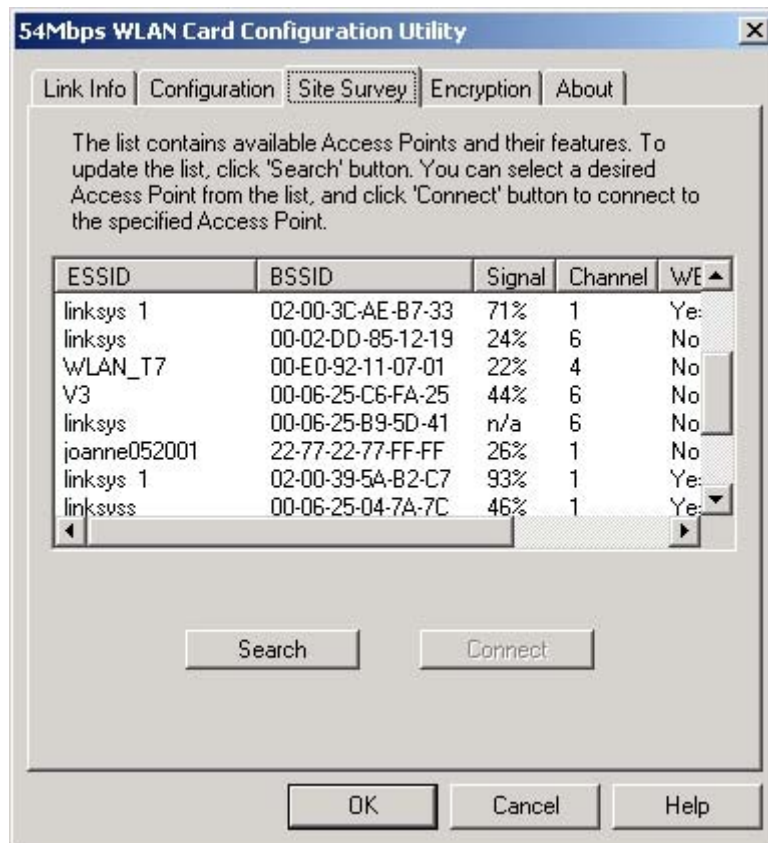 54Mbps WLAN Card Configuration Utility
Link Info Configuration Site Survey Encryption About
The list contains available Access Points and their features. To
update the list, click 'Search' button. You can select a desired
Access Point from the list, and click 'Connect' button to connect to
the specified Access Point.
ESSID BSSID Signal Channel WE
linksys 1 02-00-3C-AE-B7-33 71% 1 Yes
linksys 00-02-DD-85-12-19 24% 6 No
WLAN_T7 00-E0-92-11-07-01 22% 4 No
V3 00-06-25-C6-FA-25 44% 6 No
linksys 00-06-25-B9-5D-41 n/a 6 No
joanne052001 22-77-22-77-FF-FF 26% 1 No
linksys 1 02-00-39-5A-B2-C7 93% 1 Yes
linksyss 00-06-25-04-7A-7C 46% 1 Yes
Search Connect
OK Cancel Help